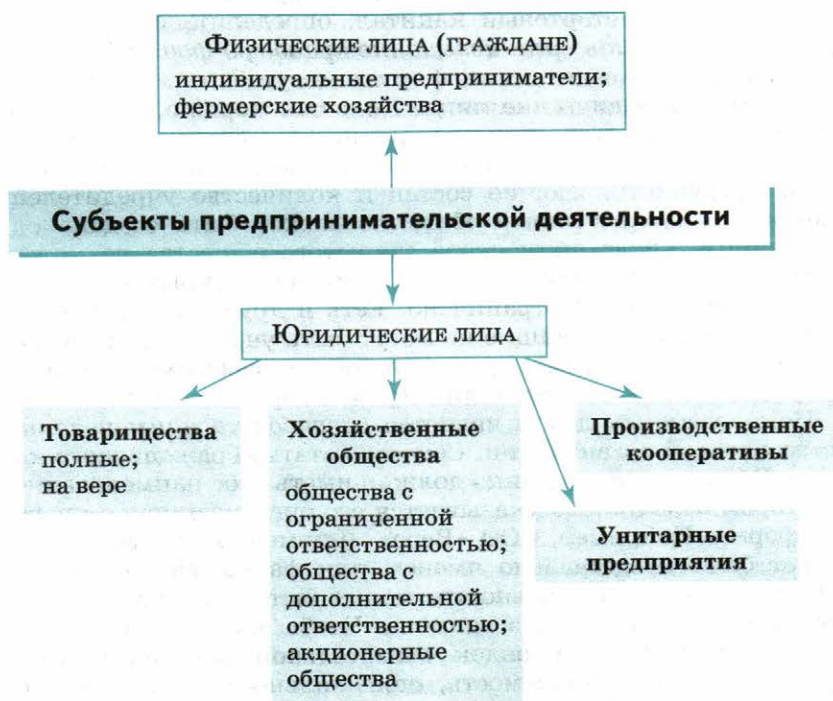 Физические лица (граждане)
индивидуальные предприниматели;
фермерские хозяйства
Субъекты предпринимательской деятельности
Юридические лица
Товарищества
полные;
на вере
Хозяйственные
общества
общества с
ограниченной
ответственностью;
общества с
дополнительной
ответственностью;
акционерные
общества
Производственные
кооперативы
Унитарные
предприятия